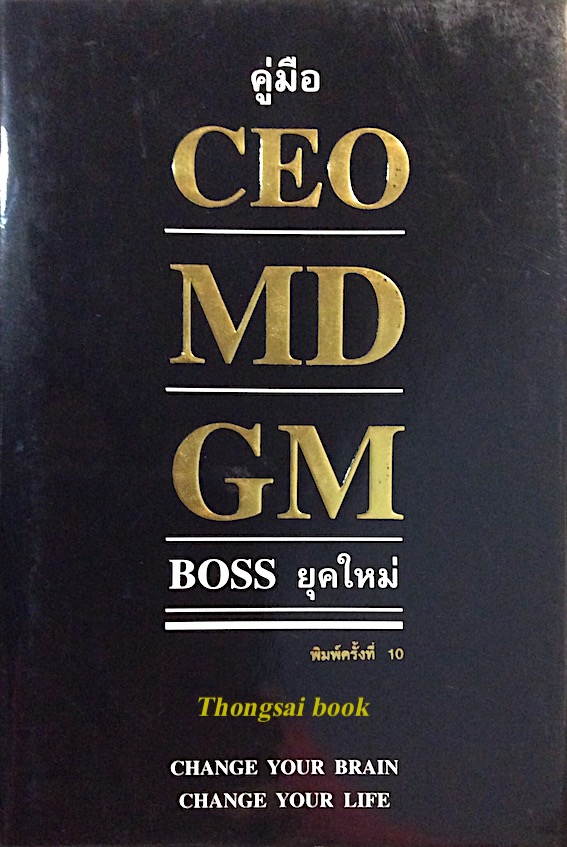 คู่มือ
CEO
MD
GM
BOSS ยุคใหม่
พิมพ์ครั้งที่ 10
Thongsai book
CHANGE YOUR BRAIN
CHANGE YOUR LIFE